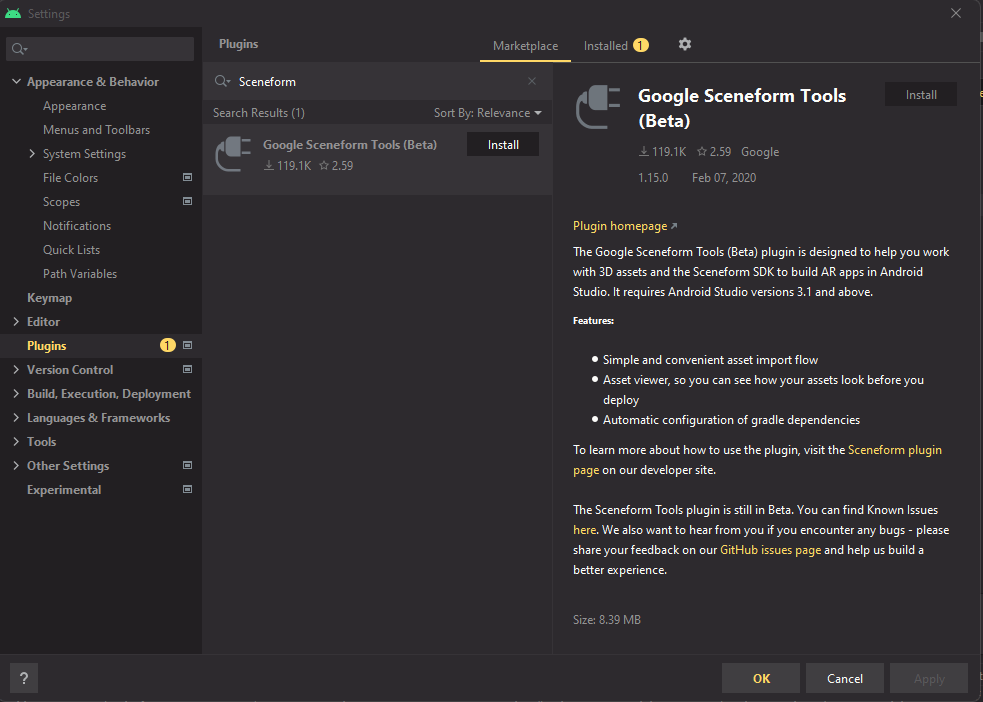 Settings
Plugins
Marketplace
Installed 1
Appearance & Behavior
Appearance
Menus and Toolbars
System Settings
File Colors
Scopes
Notifications
Quick Lists
Path Variables
Keymap
Editor
Plugins 1
Version Control
Build, Execution, Deployment
Languages & Frameworks
Tools
Other Settings
Experimental
Sceneform
Search Results (1)
Sort By: Relevance
Google Sceneform Tools (Beta)
Install
119.1K 2.59
Google Sceneform Tools
(Beta)
Install
119.1K 2.59 Google
1.15.0 Feb 07, 2020
Plugin homepage
The Google Sceneform Tools (Beta) plugin is designed to help you work
with 3D assets and the Sceneform SDK to build AR apps in Android
Studio. It requires Android Studio versions 3.1 and above.
Features:
Simple and convenient asset import flow
Asset viewer, so you can see how your assets look before you
deploy
Automatic configuration of gradle dependencies
To learn more about how to use the plugin, visit the Sceneform plugin
page on our developer site.
The Sceneform Tools plugin is still in Beta. You can find Known Issues
here. We also want to hear from you if you encounter any bugs - please
share your feedback on our GitHub issues page and help us build a
better experience.
Size: 8.39 MB
?
OK
Cancel
Apply